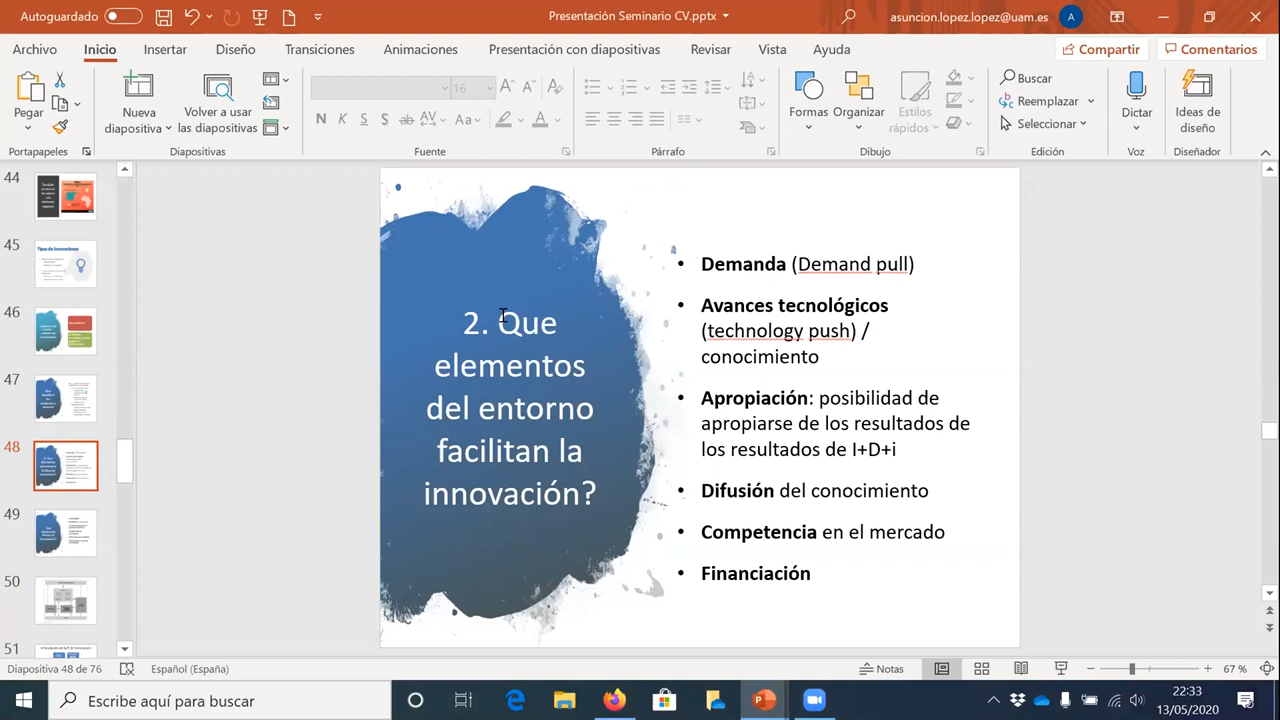 Autoguardado
Presentación Seminario CV.pptx
asuncion.lopez.lopez@uam.es
A
Archivo
Inicio
Insertar
Diseño
Transiciones
Animaciones
Presentación con diapositivas
Revisar
Vista
Ayuda
Compartir
Comentarios
Pegar
Nueva
diapositiva
Volver a usar
las diapositivas
Formas
Organizar
Estilos
rápidos
Buscar
Reemplazar
Seleccionar
Dictar
Ideas de
diseño
Portapapeles
Diapositivas
Fuente
Párrafo
Dibujo
Edición
Voz
Diseñador
44
45
46
47
48
49
50
51
2. Que
elementos
del entorno
facilitan la
innovación?
• Demanda (Demand pull)
• Avances tecnológicos
(technology push) /
conocimiento
• Apropiación: posibilidad de
apropiarse de los resultados de
los resultados de I+D+i
• Difusión del conocimiento
• Competencia en el mercado
• Financiación
Diapositiva 48 de 76
Español (España)
Notas
67 %
Escribe aquí para buscar
22:33
13/05/2020